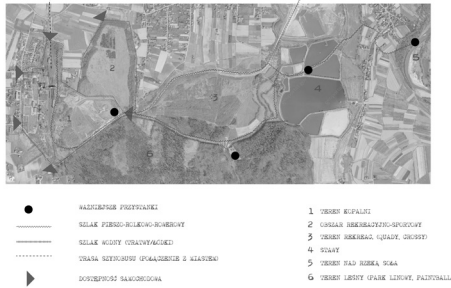 1
2
3
4
5
6
WAŻNIEJSZE PRZYSTANKI
SZLAK PIESZO-ROLKOWO-ROWEROWY
SZLAK WODNY (TRATWY/ŁÓDKI)
TRASA SZYNOBUSU (POŁĄCZENIE Z MIASTEM)
DOSTĘPNOŚĆ SAMOCHODOWA
1 TEREN KOPALNI
2 OBSZAR REKREACYJNO-SPORTOWY
3 TEREN REKREAC. (QUADY, CROSSY)
4 STAWY
5 TEREN NAD RZEKĄ SOŁĄ
6 TEREN LEŚNY (PARK LINOWY, PAINTBALL